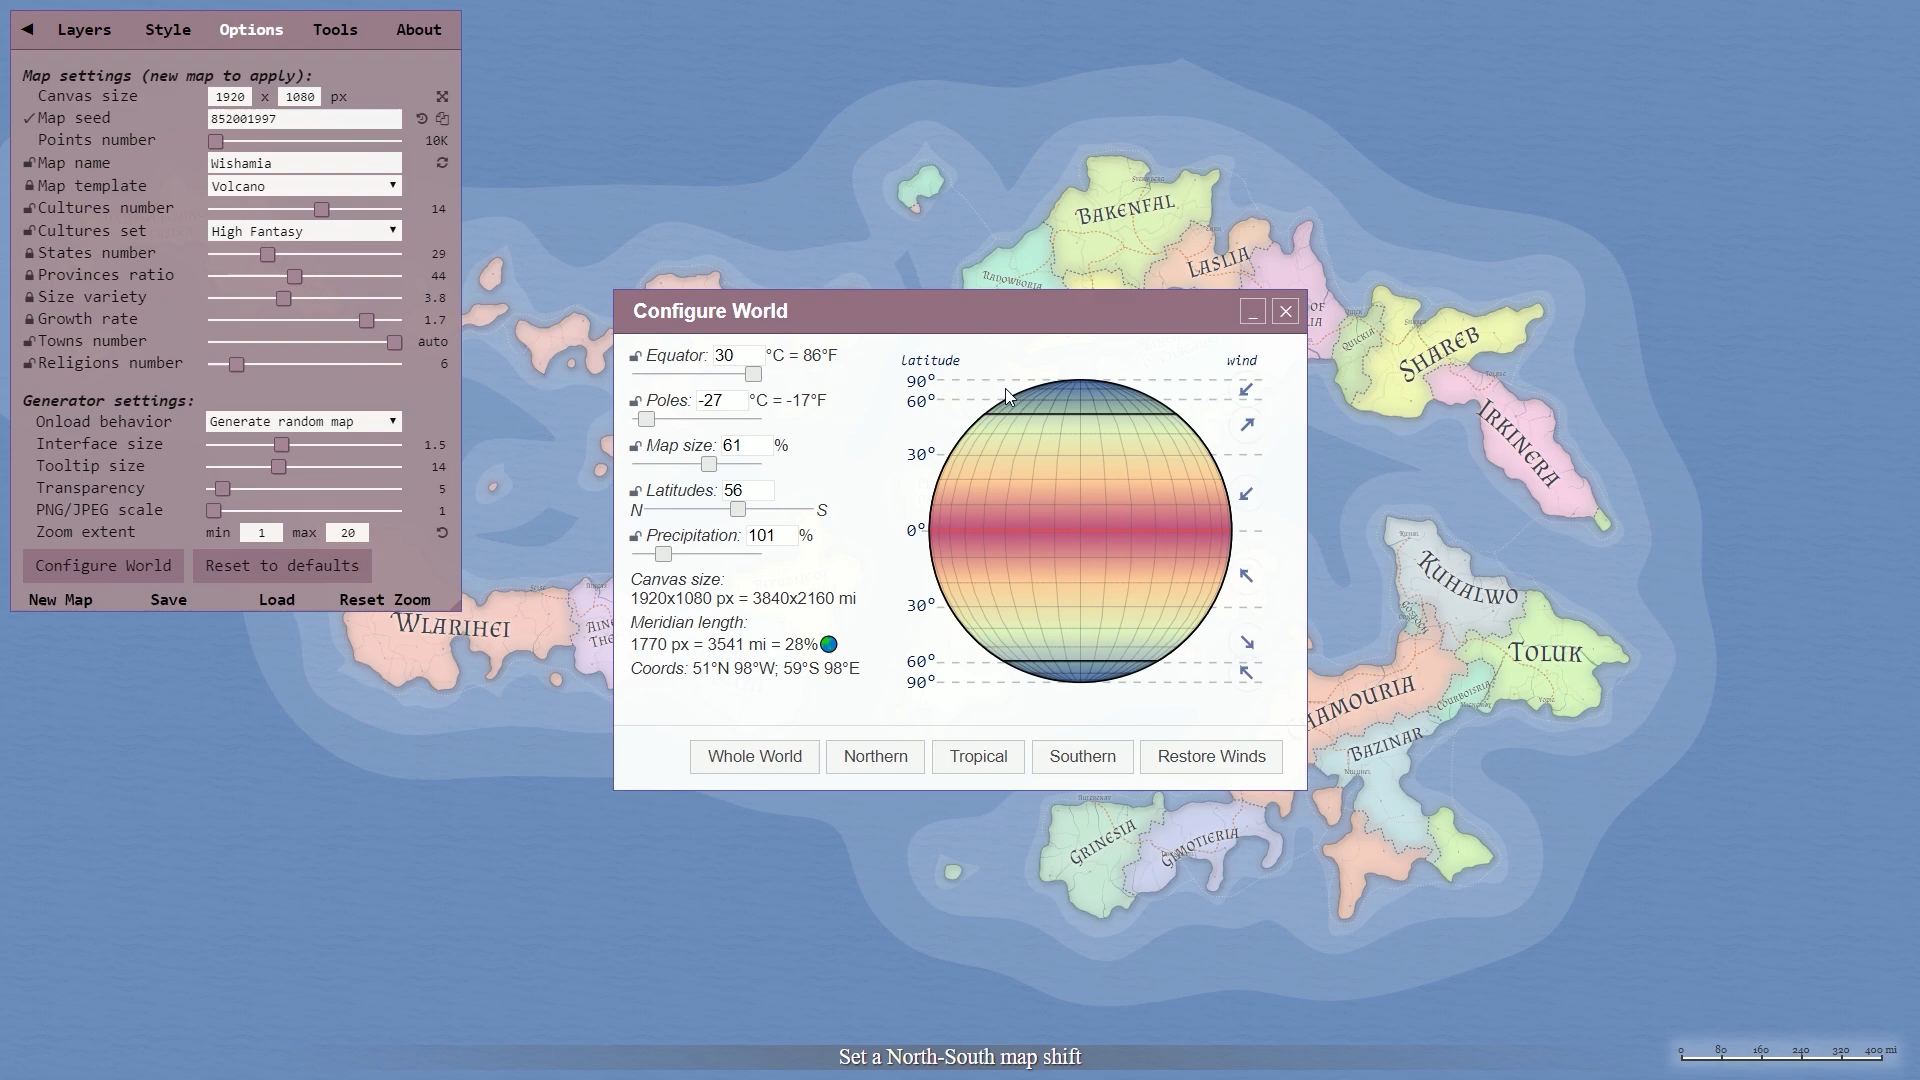 ◀ Layers Style Options Tools About
Map settings (new map to apply):
Canvas size 1920 x 1080 px
✓Map seed 852001997
Points number 10K
Map name Wishamia
Map template Volcano
Cultures number 14
Cultures set High Fantasy
States number 29
Provinces ratio 44
Size variety 3.8
Growth rate 1.7
Towns number auto
Religions number 6
Generator settings:
Onload behavior Generate random map
Interface size 1.5
Tooltip size 14
Transparency 5
PNG/JPEG scale 1
Zoom extent min 1 max 20
Configure World Reset to defaults
New Map Save Load Reset Zoom
Configure World
Equator: 30 °C = 86°F
Poles: -27 °C = -17°F
Map size: 61 %
Latitudes: 56
N S
Precipitation: 101 %
Canvas size:
1920x1080 px = 3840x2160 mi
Meridian length:
1770 px = 3541 mi = 28%
Coords: 51°N 98°W; 59°S 98°E
latitude wind
90°
60°
30°
0°
30°
60°
90°
Whole World Northern Tropical Southern Restore Winds
Bakenfal
Radowboria
Laslia
Quickia
Shareb
Irkinera
Kuhalwo
Toluk
Courboisria
Bazinar
Wlarihei
Grinesia
Gimotieria
Set a North-South map shift
0 80 160 240 320 400 mi